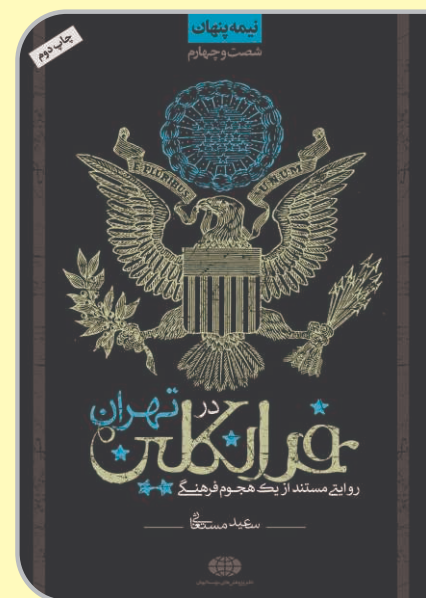 نیمه پنهان
شصت و چهارم
چاپ دوم
E PLURIBUS UNUM
فرانکلین در تهران
روایتی مستند از یک هجوم فرهنگی
سعید مستغاثی